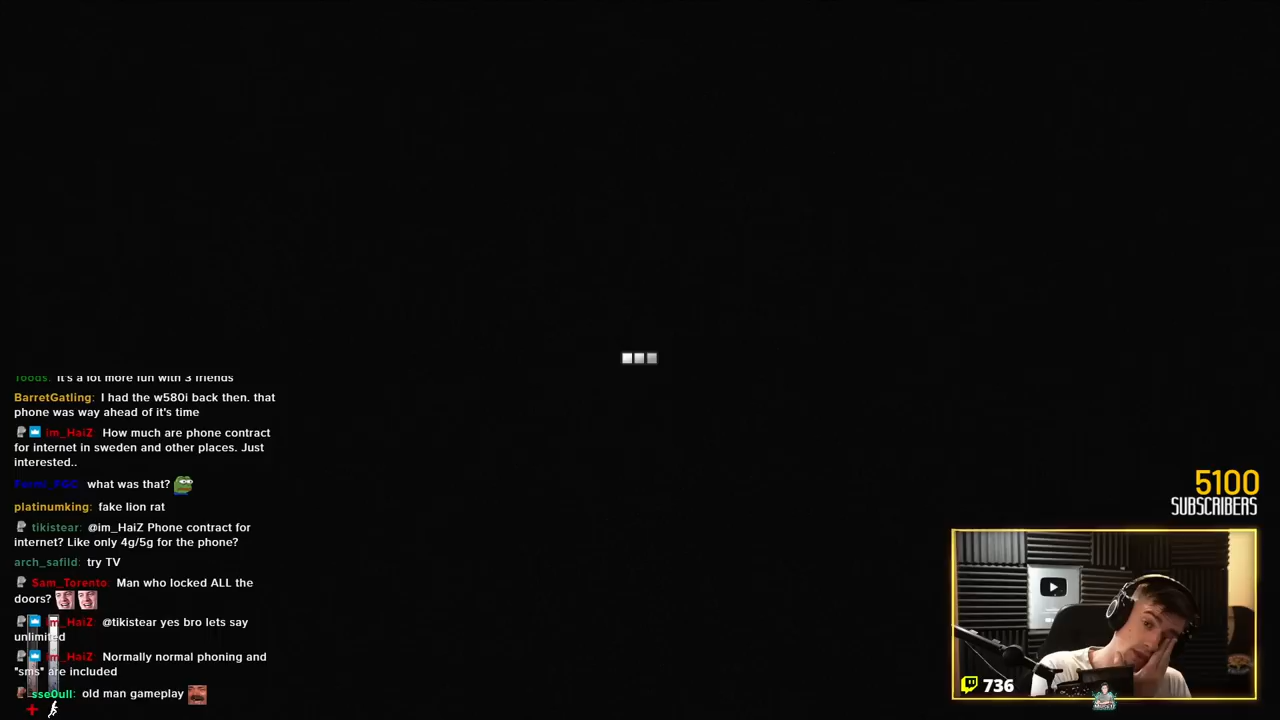 Toods: It's a lot more fun with 3 friends
BarretGatling: I had the w580i back then. that
phone was way ahead of it's time
im_HaiZ How much are phone contract
for internet in sweden and other places. Just
interested..
what was that?
platinumking: fake lion rat
tikistear: @im_HaiZ Phone contract for
internet? Like only 4g/5g for the phone?
arch_safild: try TV
Sam_Torento: Man who locked ALL the
doors?
im_HaiZ @tikistear yes bro lets say
unlimited
im_HaiZ Normally normal phoning and
"sms" are included
sse0ull: old man gameplay
5100
SUBSCRIBERS
736